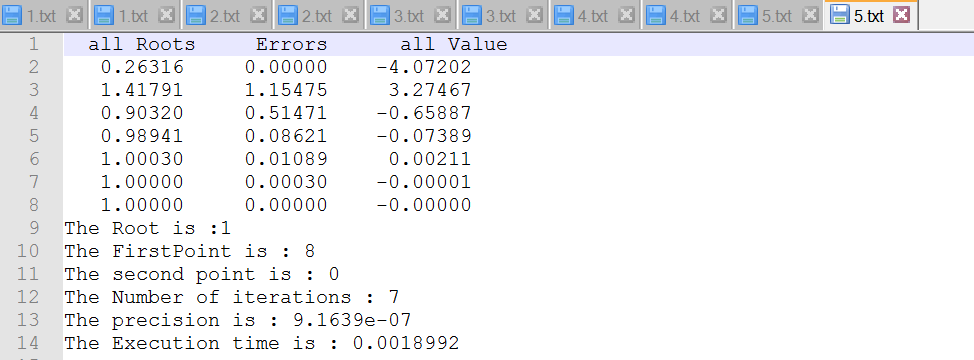 1.txt 1.txt 2.txt 2.txt 3.txt 3.txt 4.txt 4.txt 5.txt 5.txt
1 all Roots Errors all Value
2 0.26316 0.00000 -4.07202
3 1.41791 1.15475 3.27467
4 0.90320 0.51471 -0.65887
5 0.98941 0.08621 -0.07389
6 1.00030 0.01089 0.00211
7 1.00000 0.00030 -0.00001
8 1.00000 0.00000 -0.00000
9 The Root is :1
10 The FirstPoint is : 8
11 The second point is : 0
12 The Number of iterations : 7
13 The precision is : 9.1639e-07
14 The Execution time is : 0.0018992